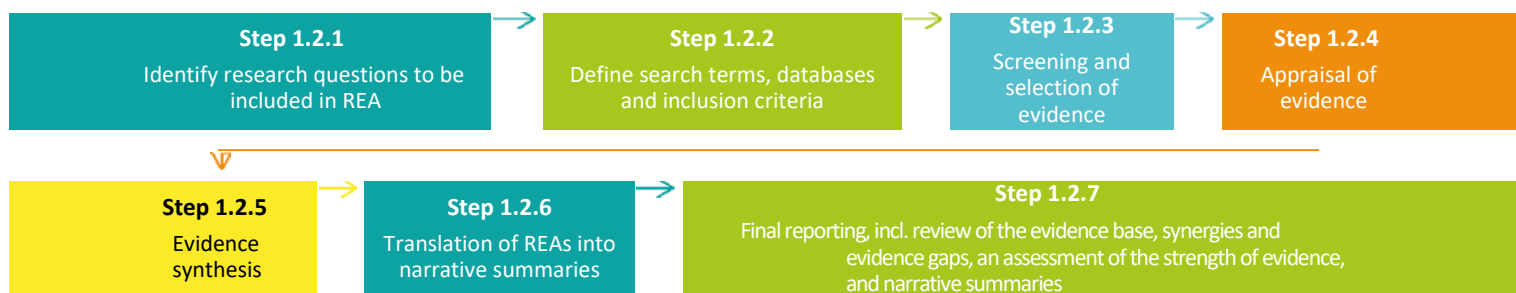 Step 1.2.1
Identify research questions to be
included in REA
Step 1.2.2
Define search terms, databases
and inclusion criteria
Step 1.2.3
Screening and
selection of
evidence
Step 1.2.4
Appraisal of
evidence
Step 1.2.5
Evidence
synthesis
Step 1.2.6
Translation of REAs into
narrative summaries
Step 1.2.7
Final reporting, incl. review of the evidence base, synergies and
evidence gaps, an assessment of the strength of evidence,
and narrative summaries